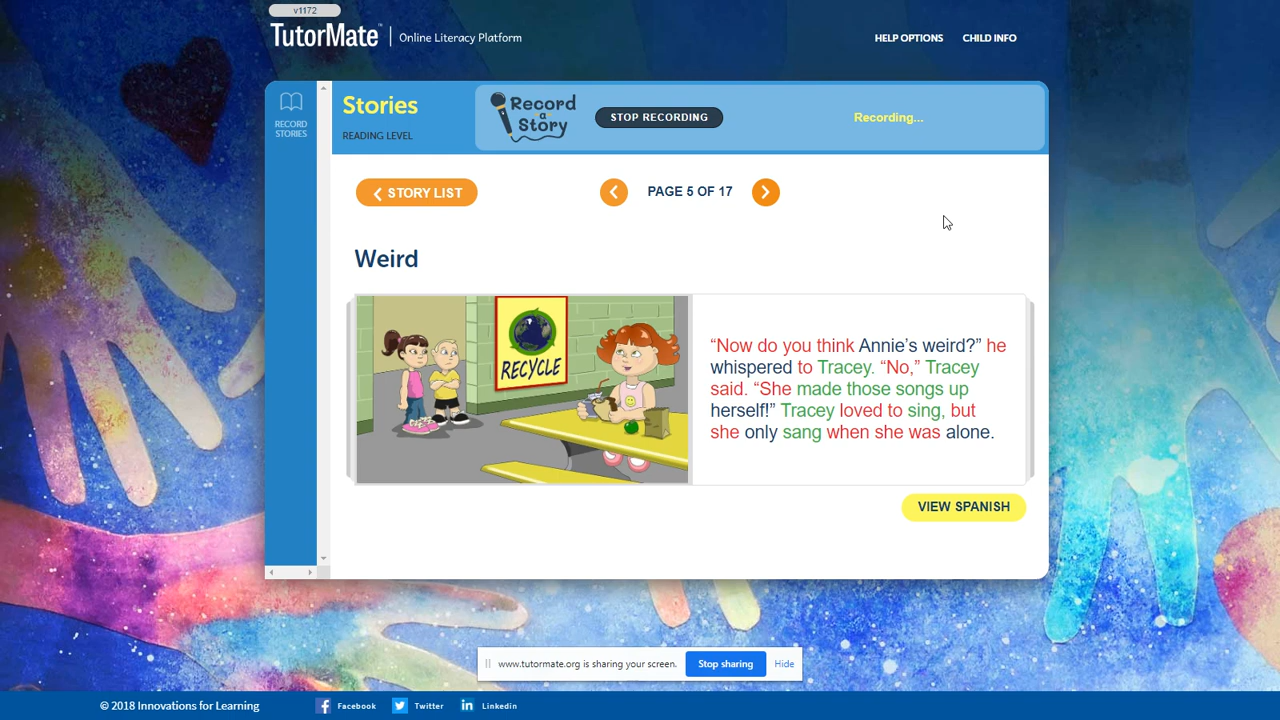 v1172
TutorMate™ | Online Literacy Platform
HELP OPTIONS CHILD INFO
RECORD
STORIES
Stories
READING LEVEL
Record
a
Story
STOP RECORDING
Recording...
STORY LIST
PAGE 5 OF 17
Weird
RECYCLE
“Now do you think Annie’s weird?” he
whispered to Tracey. “No,” Tracey
said. “She made those songs up
herself!” Tracey loved to sing, but
she only sang when she was alone.
VIEW SPANISH
www.tutormate.org is sharing your screen. Stop sharing Hide
© 2018 Innovations for Learning Facebook Twitter Linkedin